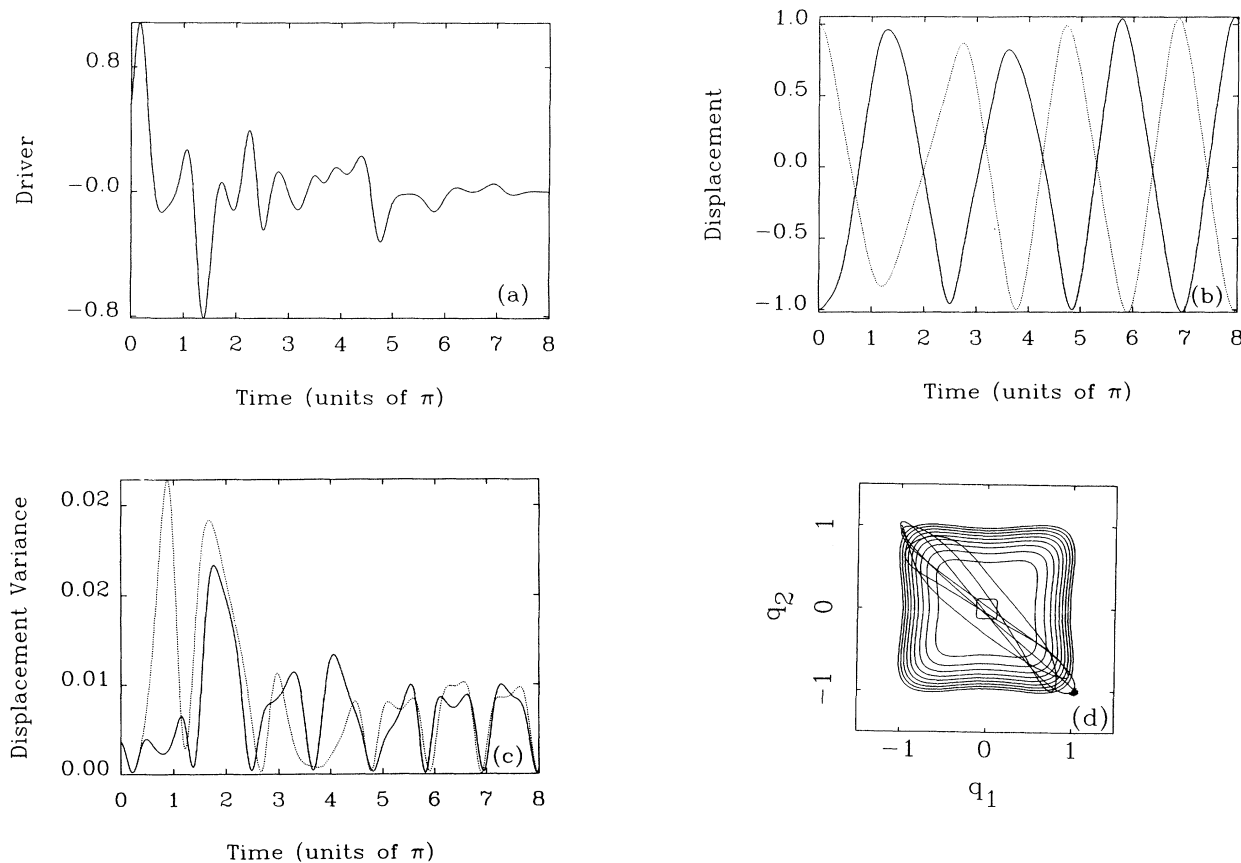 0.8
-0.0
-0.8
Driver
(a)
0 1 2 3 4 5 6 7 8
Time (units of π)
1.0
0.5
0.0
-0.5
-1.0
Displacement
(b)
0 1 2 3 4 5 6 7 8
Time (units of π)
0.02
0.02
0.01
0.00
Displacement Variance
(c)
0 1 2 3 4 5 6 7 8
Time (units of π)
1
0
-1
q2
(d)
-1 0 1
q1